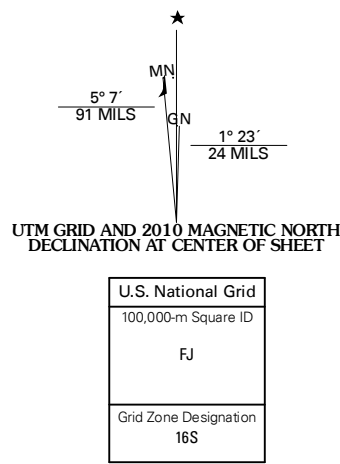 MN
5° 7´
91 MILS
GN
1° 23´
24 MILS
UTM GRID AND 2010 MAGNETIC NORTH
DECLINATION AT CENTER OF SHEET
U.S. National Grid
100,000-m Square ID
FJ
Grid Zone Designation
16S